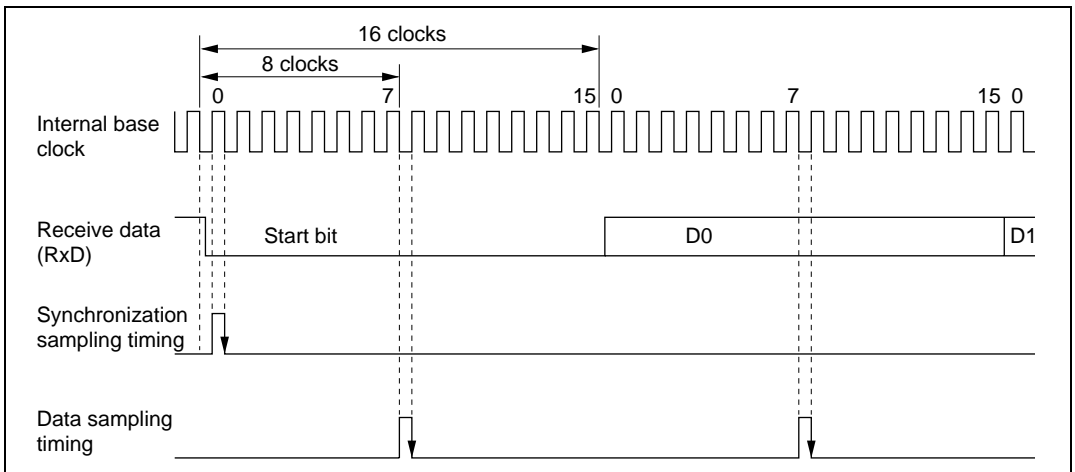 16 clocks
8 clocks
0 7 15 0 7 15 0
Internal base
clock
Receive data
(RxD)
Start bit D0 D1
Synchronization
sampling timing
Data sampling
timing